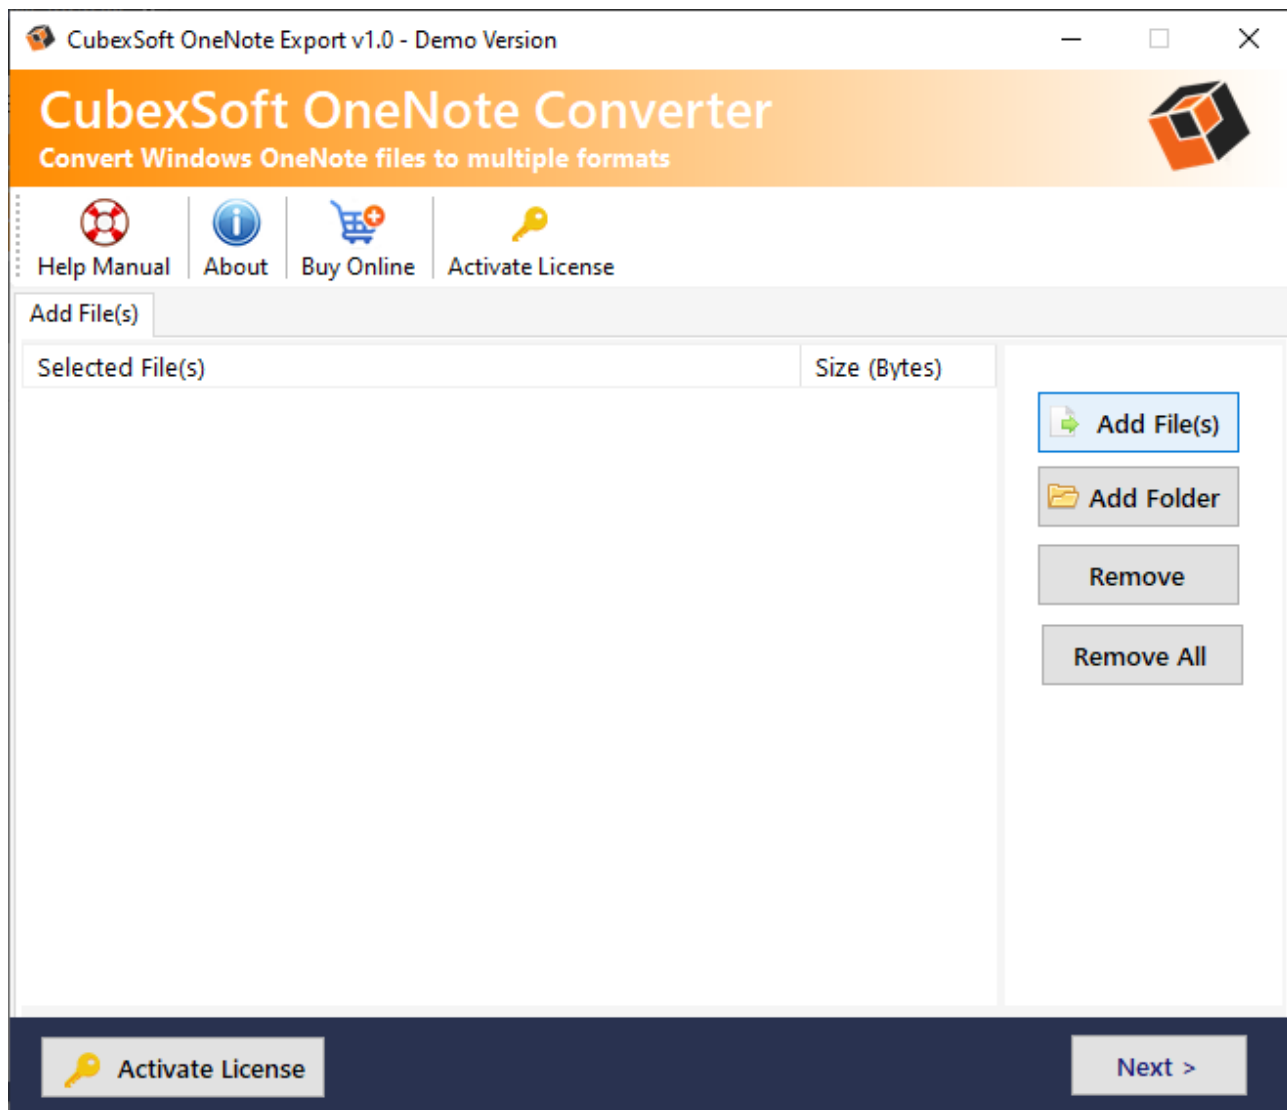 CubexSoft OneNote Export v1.0 - Demo Version
CubexSoft OneNote Converter
Convert Windows OneNote files to multiple formats
Help Manual
About
Buy Online
Activate License
Add File(s)
Selected File(s)
Size (Bytes)
Add File(s)
Add Folder
Remove
Remove All
Activate License
Next >